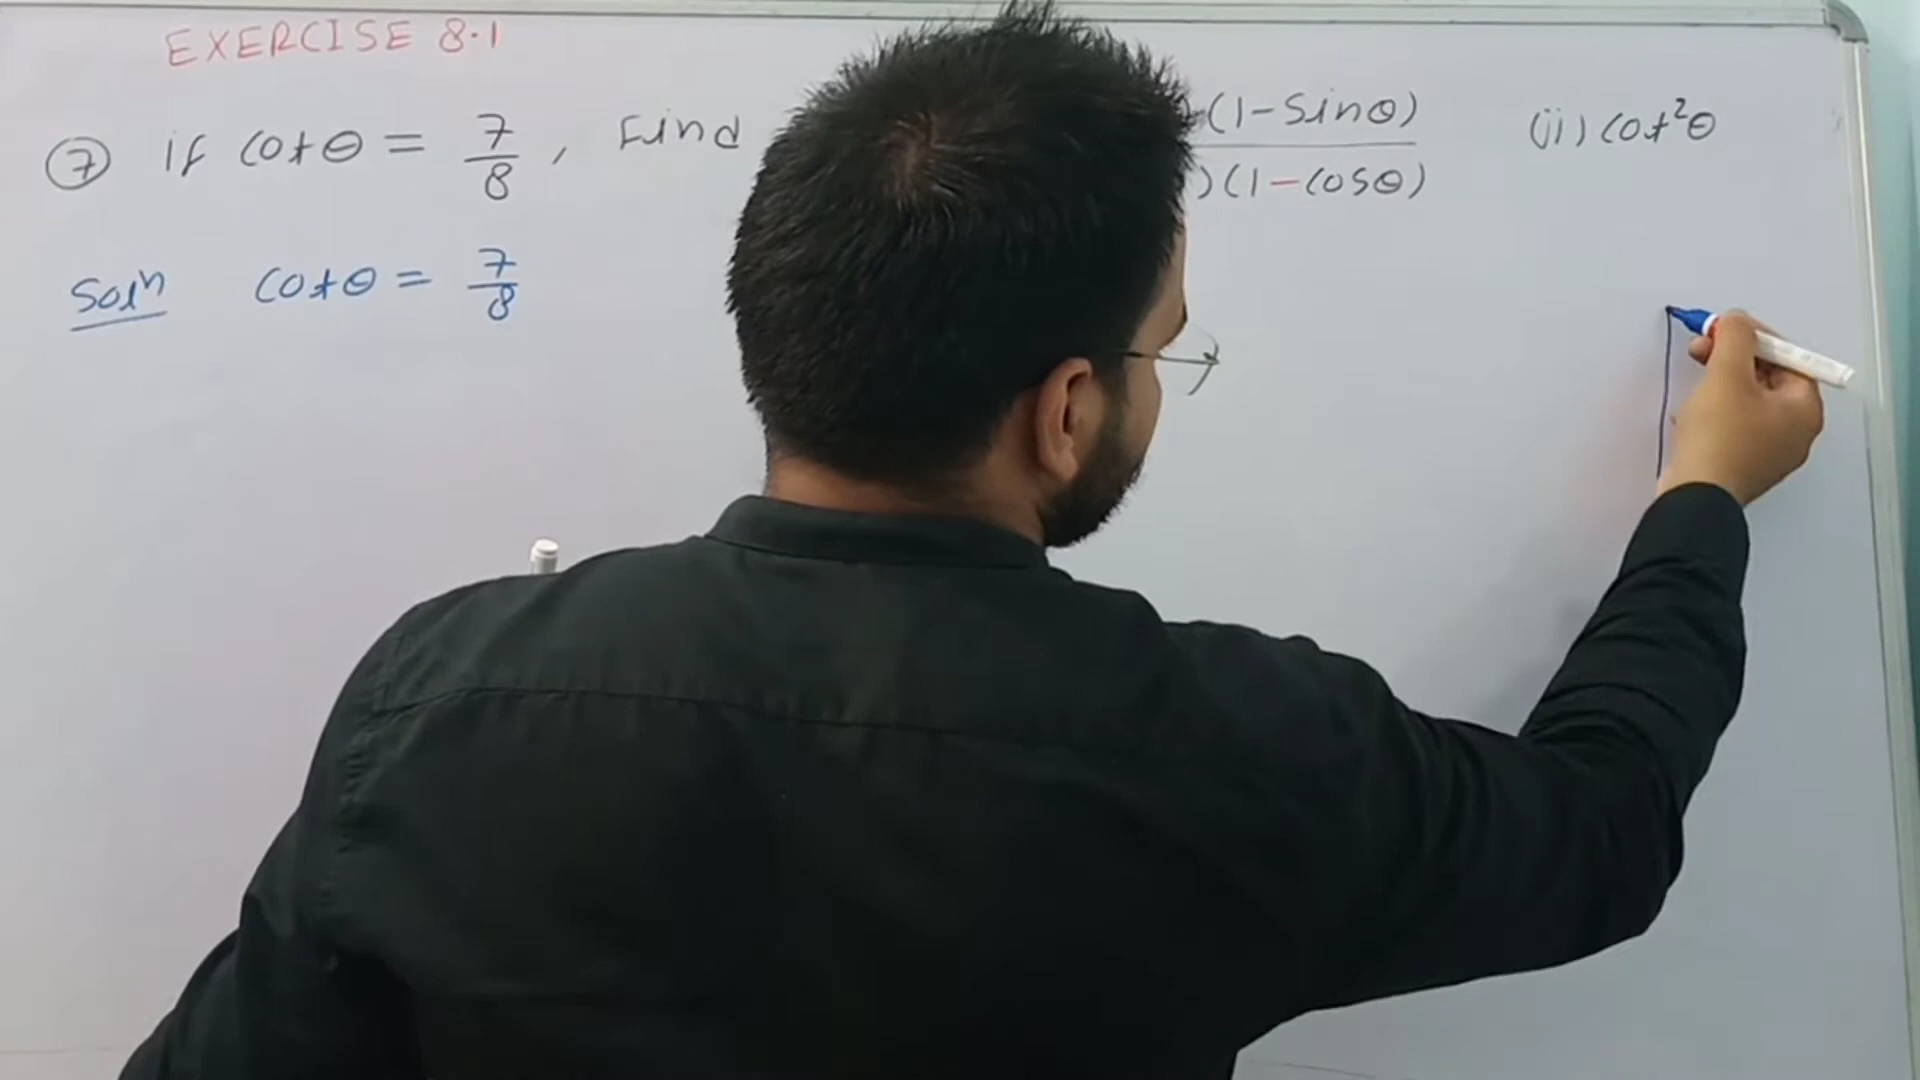 EXERCISE 8.1
⑦ if cotθ = 7/8, Find (1-Sinθ) / )(1-cosθ) (ii) cot²θ
Solⁿ cotθ = 7/8